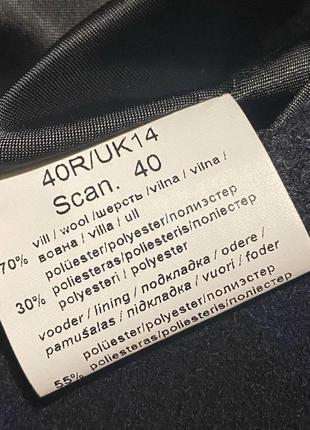 40R/UK14
Scan. 40
vill / wool /шерсть /vilna / vilna /
70% вовна / villa / ull
polüester/polyester/полиэстер
poliesteras/poliesteris/поліестер
30% polyesteri / polyester
vooder / lining / подкладка / odere /
pamušalas / підкладка / vuori / foder
polüester/polyester/полиэстер
55% poliesteras/poliesteris/поліестер